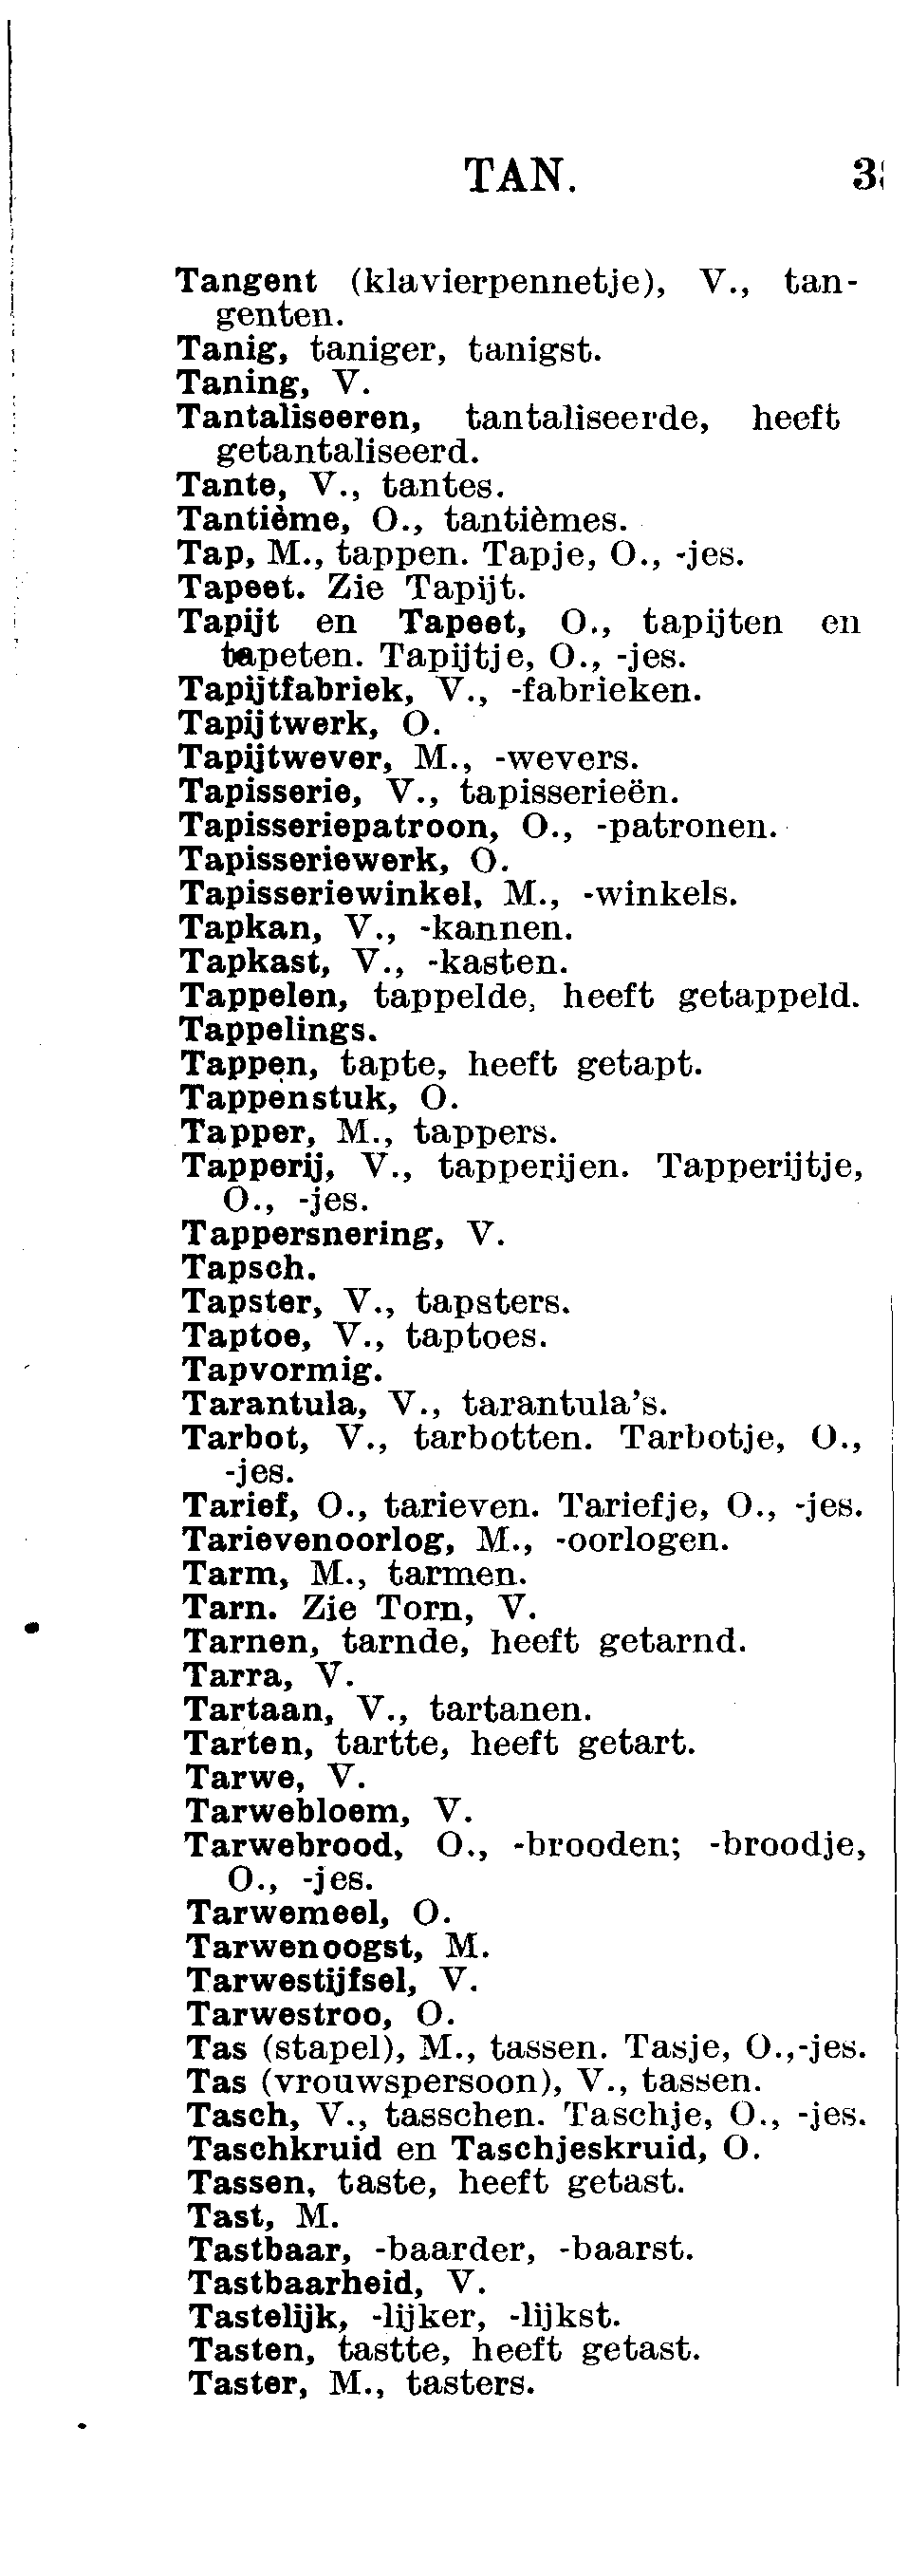 TAN.
Tangent (klavierpennetje), V., tan-
genten.
Tanig, taniger, tanigst.
Taning, V.
Tantaliseeren, tantaliseerde, heeft
getantaliseerd.
Tante, V., tantes.
Tantième, O., tantièmes.
Tap, M., tappen. Tapje, O., -jes.
Tapeet. Zie Tapijt.
Tapijt en Tapeet, O., tapijten en
tapeten. Tapijtje, O., -jes.
Tapijtfabriek, V., -fabrieken.
Tapijtwerk, O.
Tapijtwever, M., -wevers.
Tapisserie, V., tapisserieën.
Tapisseriepatroon, O., -patronen.
Tapisseriewerk, O.
Tapisseriewinkel, M., -winkels.
Tapkan, V., -kannen.
Tapkast, V., -kasten.
Tappelen, tappelde, heeft getappeld.
Tappelings.
Tappen, tapte, heeft getapt.
Tappenstuk, O.
Tapper, M., tappers.
Tapperij, V., tapperijen. Tapperijtje,
O., -jes.
Tappersnering, V.
Tapsch.
Tapster, V., tapsters.
Taptoe, V., taptoes.
Tapvormig.
Tarantula, V., tarantula's.
Tarbot, V., tarbotten. Tarbotje, O.,
-jes.
Tarief, O., tarieven. Tariefje, O., -jes.
Tarievenoorlog, M., -oorlogen.
Tarm, M., tarmen.
Tarn. Zie Torn, V.
Tarnen, tarnde, heeft getarnd.
Tarra, V.
Tartaan, V., tartanen.
Tarten, tartte, heeft getart.
Tarwe, V.
Tarwebloem, V.
Tarwebrood, O., -brooden; -broodje,
O., -jes.
Tarwemeel, O.
Tarwenoogst, M.
Tarwestijfsel, V.
Tarwestroo, O.
Tas (stapel), M., tassen. Tasje, O.,-jes.
Tas (vrouwspersoon), V., tassen.
Tasch, V., tasschen. Taschje, O., -jes.
Taschkruid en Taschjeskruid, O.
Tassen, taste, heeft getast.
Tast, M.
Tastbaar, -baarder, -baarst.
Tastbaarheid, V.
Tastelijk, -lijker, -lijkst.
Tasten, tastte, heeft getast.
Taster, M., tasters.